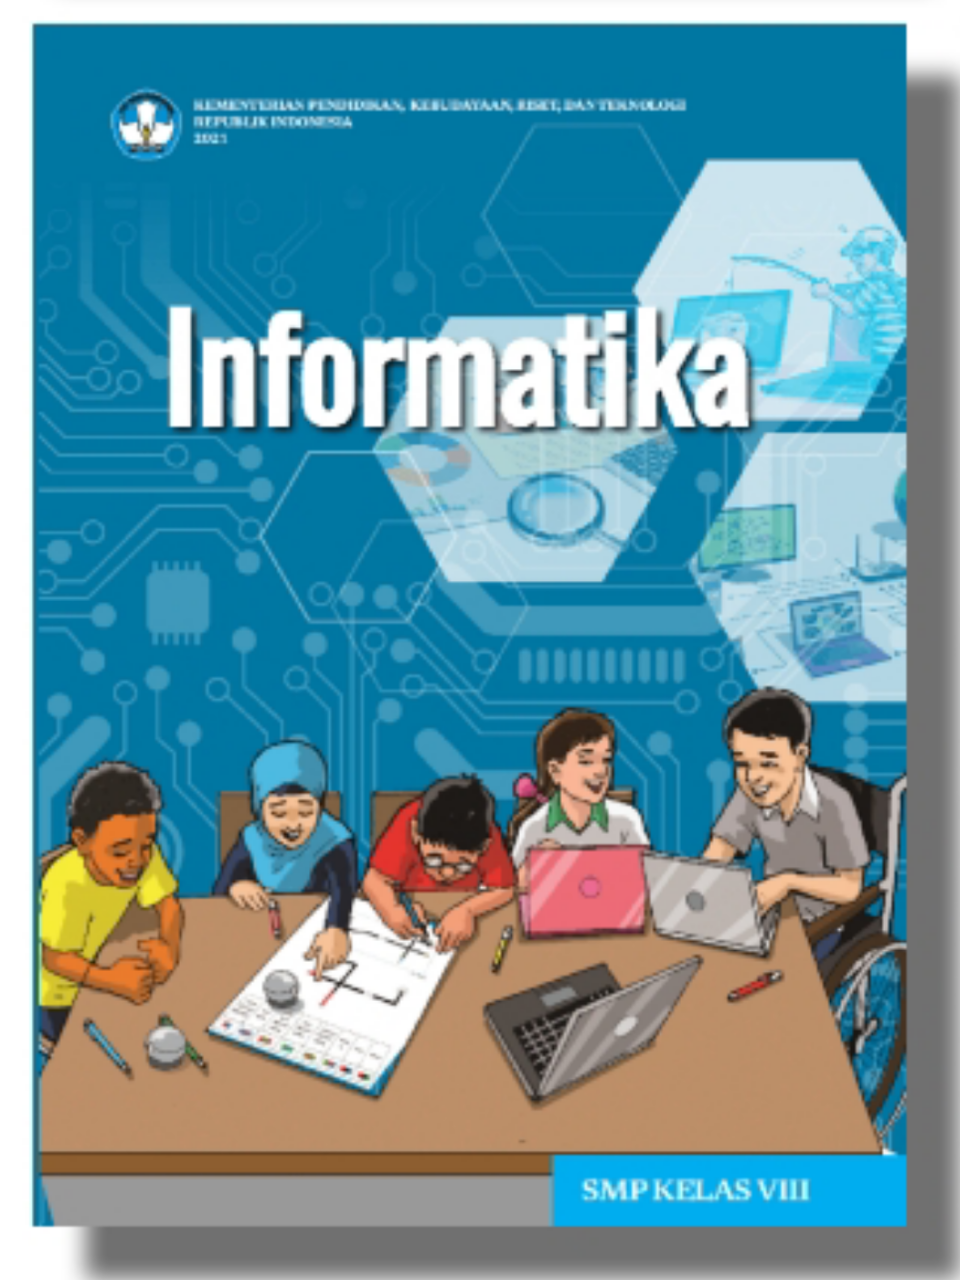 KEMENTERIAN PENDIDIKAN, KEBUDAYAAN, RISET, DAN TEKNOLOGI
REPUBLIK INDONESIA
2021
Informatika
SMP KELAS VIII